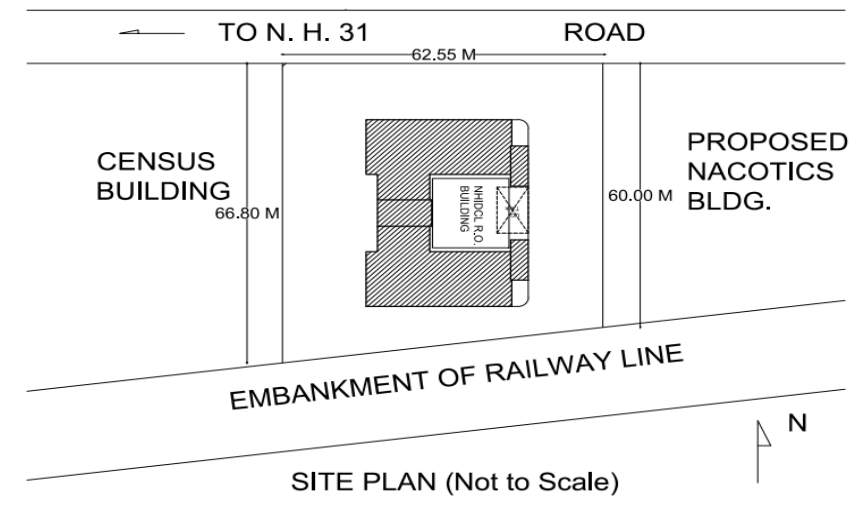 TO N. H. 31
ROAD
62.55 M
CENSUS
BUILDING
66.80 M
NHIDCL R.O.
BUILDING
60.00 M
PROPOSED
NACOTICS
BLDG.
EMBANKMENT OF RAILWAY LINE
N
SITE PLAN (Not to Scale)